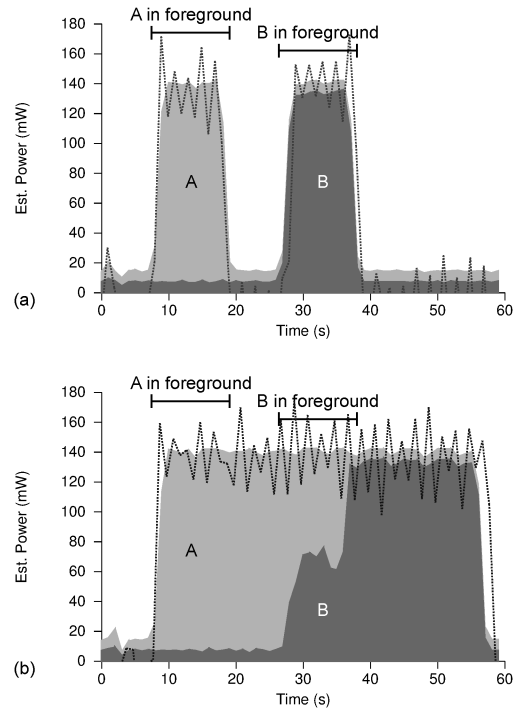 A in foreground
B in foreground
180
160
140
120
100
80
60
40
20
0
Est. Power (mW)
A
B
(a)
0 10 20 30 40 50 60
Time (s)
A in foreground
B in foreground
180
160
140
120
100
80
60
40
20
0
Est. Power (mW)
A
B
(b)
0 10 20 30 40 50 60
Time (s)